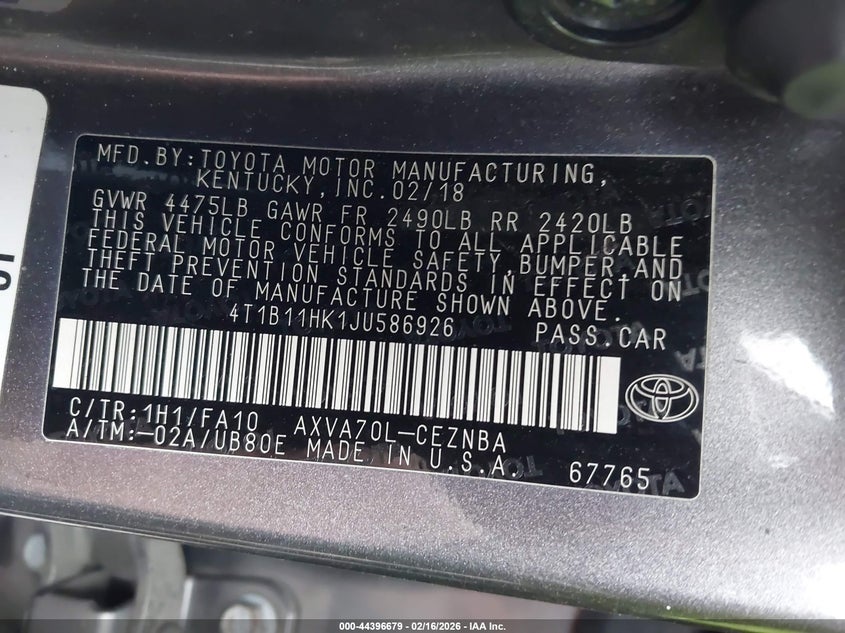 MFD.BY:TOYOTA MOTOR MANUFACTURING,
KENTUCKY,INC.02/18
GVWR 4475LB GAWR FR 2490LB RR 2420LB
THIS VEHICLE CONFORMS TO ALL APPLICABLE
FEDERAL MOTOR VEHICLE SAFETY,BUMPER,AND
THEFT PREVENTION STANDARDS IN EFFECT ON
THE DATE OF MANUFACTURE SHOWN ABOVE.
4T1B11HK1JU586926 PASS.CAR
C/TR:1H1/FA10 AXVA70L-CEZNBA
A/TM:-02A/UB80E MADE IN U.S.A. 67765
000-44396679 - 02/16/2026 - IAA Inc.